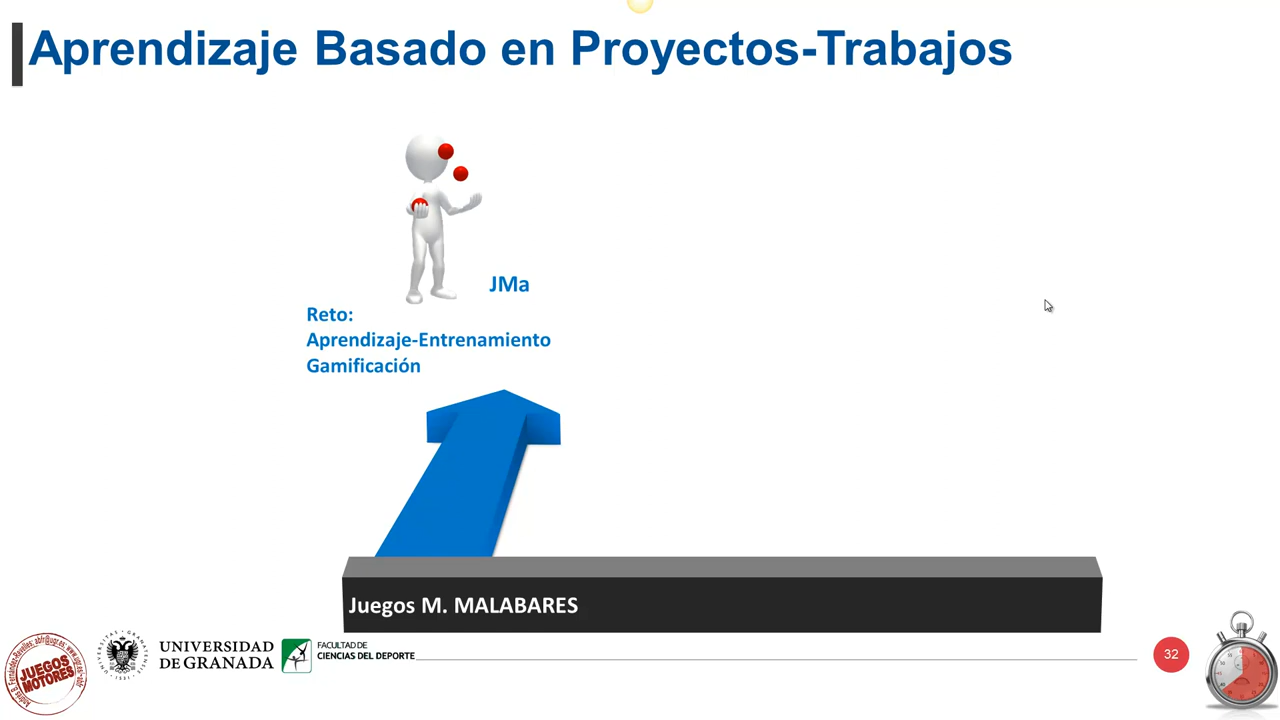 Aprendizaje Basado en Proyectos-Trabajos
JMa
Reto:
Aprendizaje-Entrenamiento
Gamificación
Juegos M. MALABARES
JUEGOS
MOTORES
UNIVERSIDAD
DE GRANADA
FACULTAD DE
CIENCIAS DEL DEPORTE
32